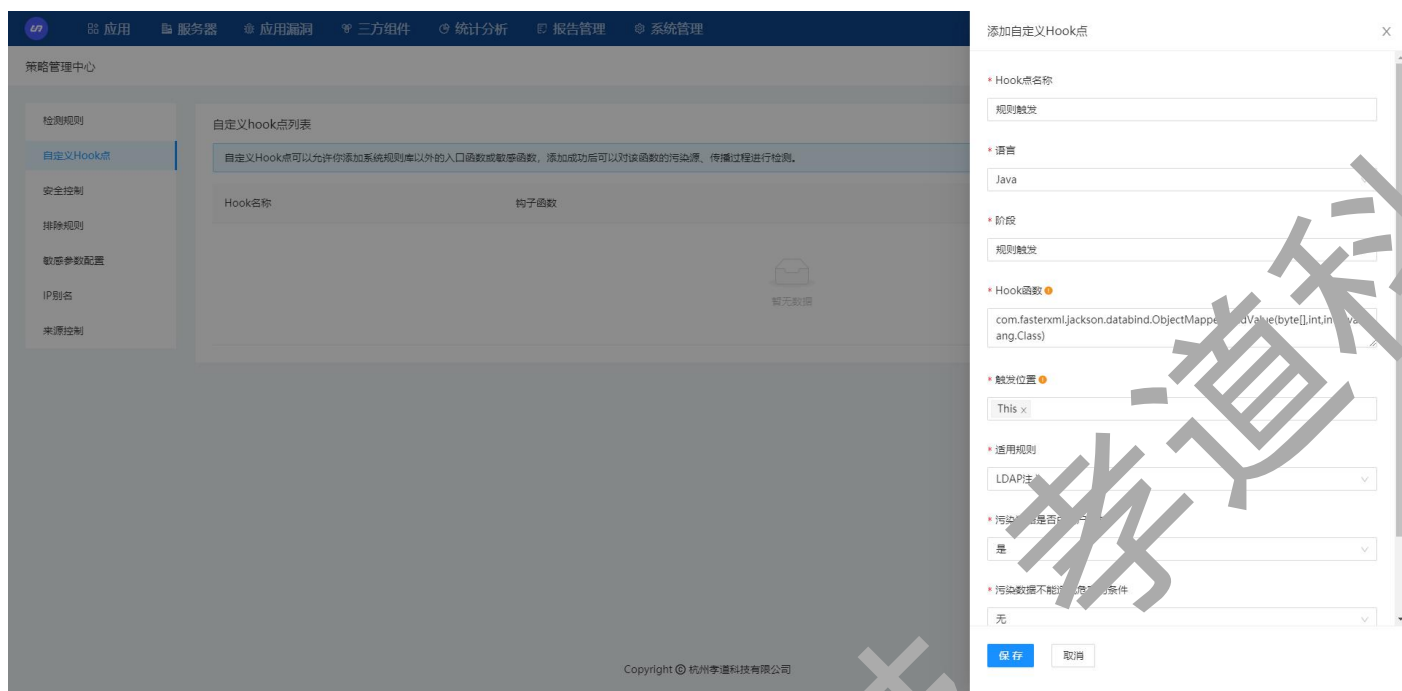 应用 服务器 应用漏洞 三方组件 统计分析 报告管理 系统管理
策略管理中心
检测规则
自定义Hook点
安全控制
排除规则
敏感参数配置
IP别名
来源控制
自定义hook点列表
自定义Hook点可以允许你添加系统规则库以外的入口函数或敏感函数，添加成功后可以对该函数的污染源、传播过程进行检测。
Hook名称 钩子函数
暂无数据
Copyright © 杭州孝道科技有限公司
添加自定义Hook点
* Hook点名称
规则触发
* 语言
Java
* 阶段
规则触发
* Hook函数
com.fasterxml.jackson.databind.ObjectMappe
ang.Class)
* 触发位置
This x
* 适用规则
LDAP注
* 污染 是否
是
* 污染数据不能 条件
无
保存 取消
孝道科